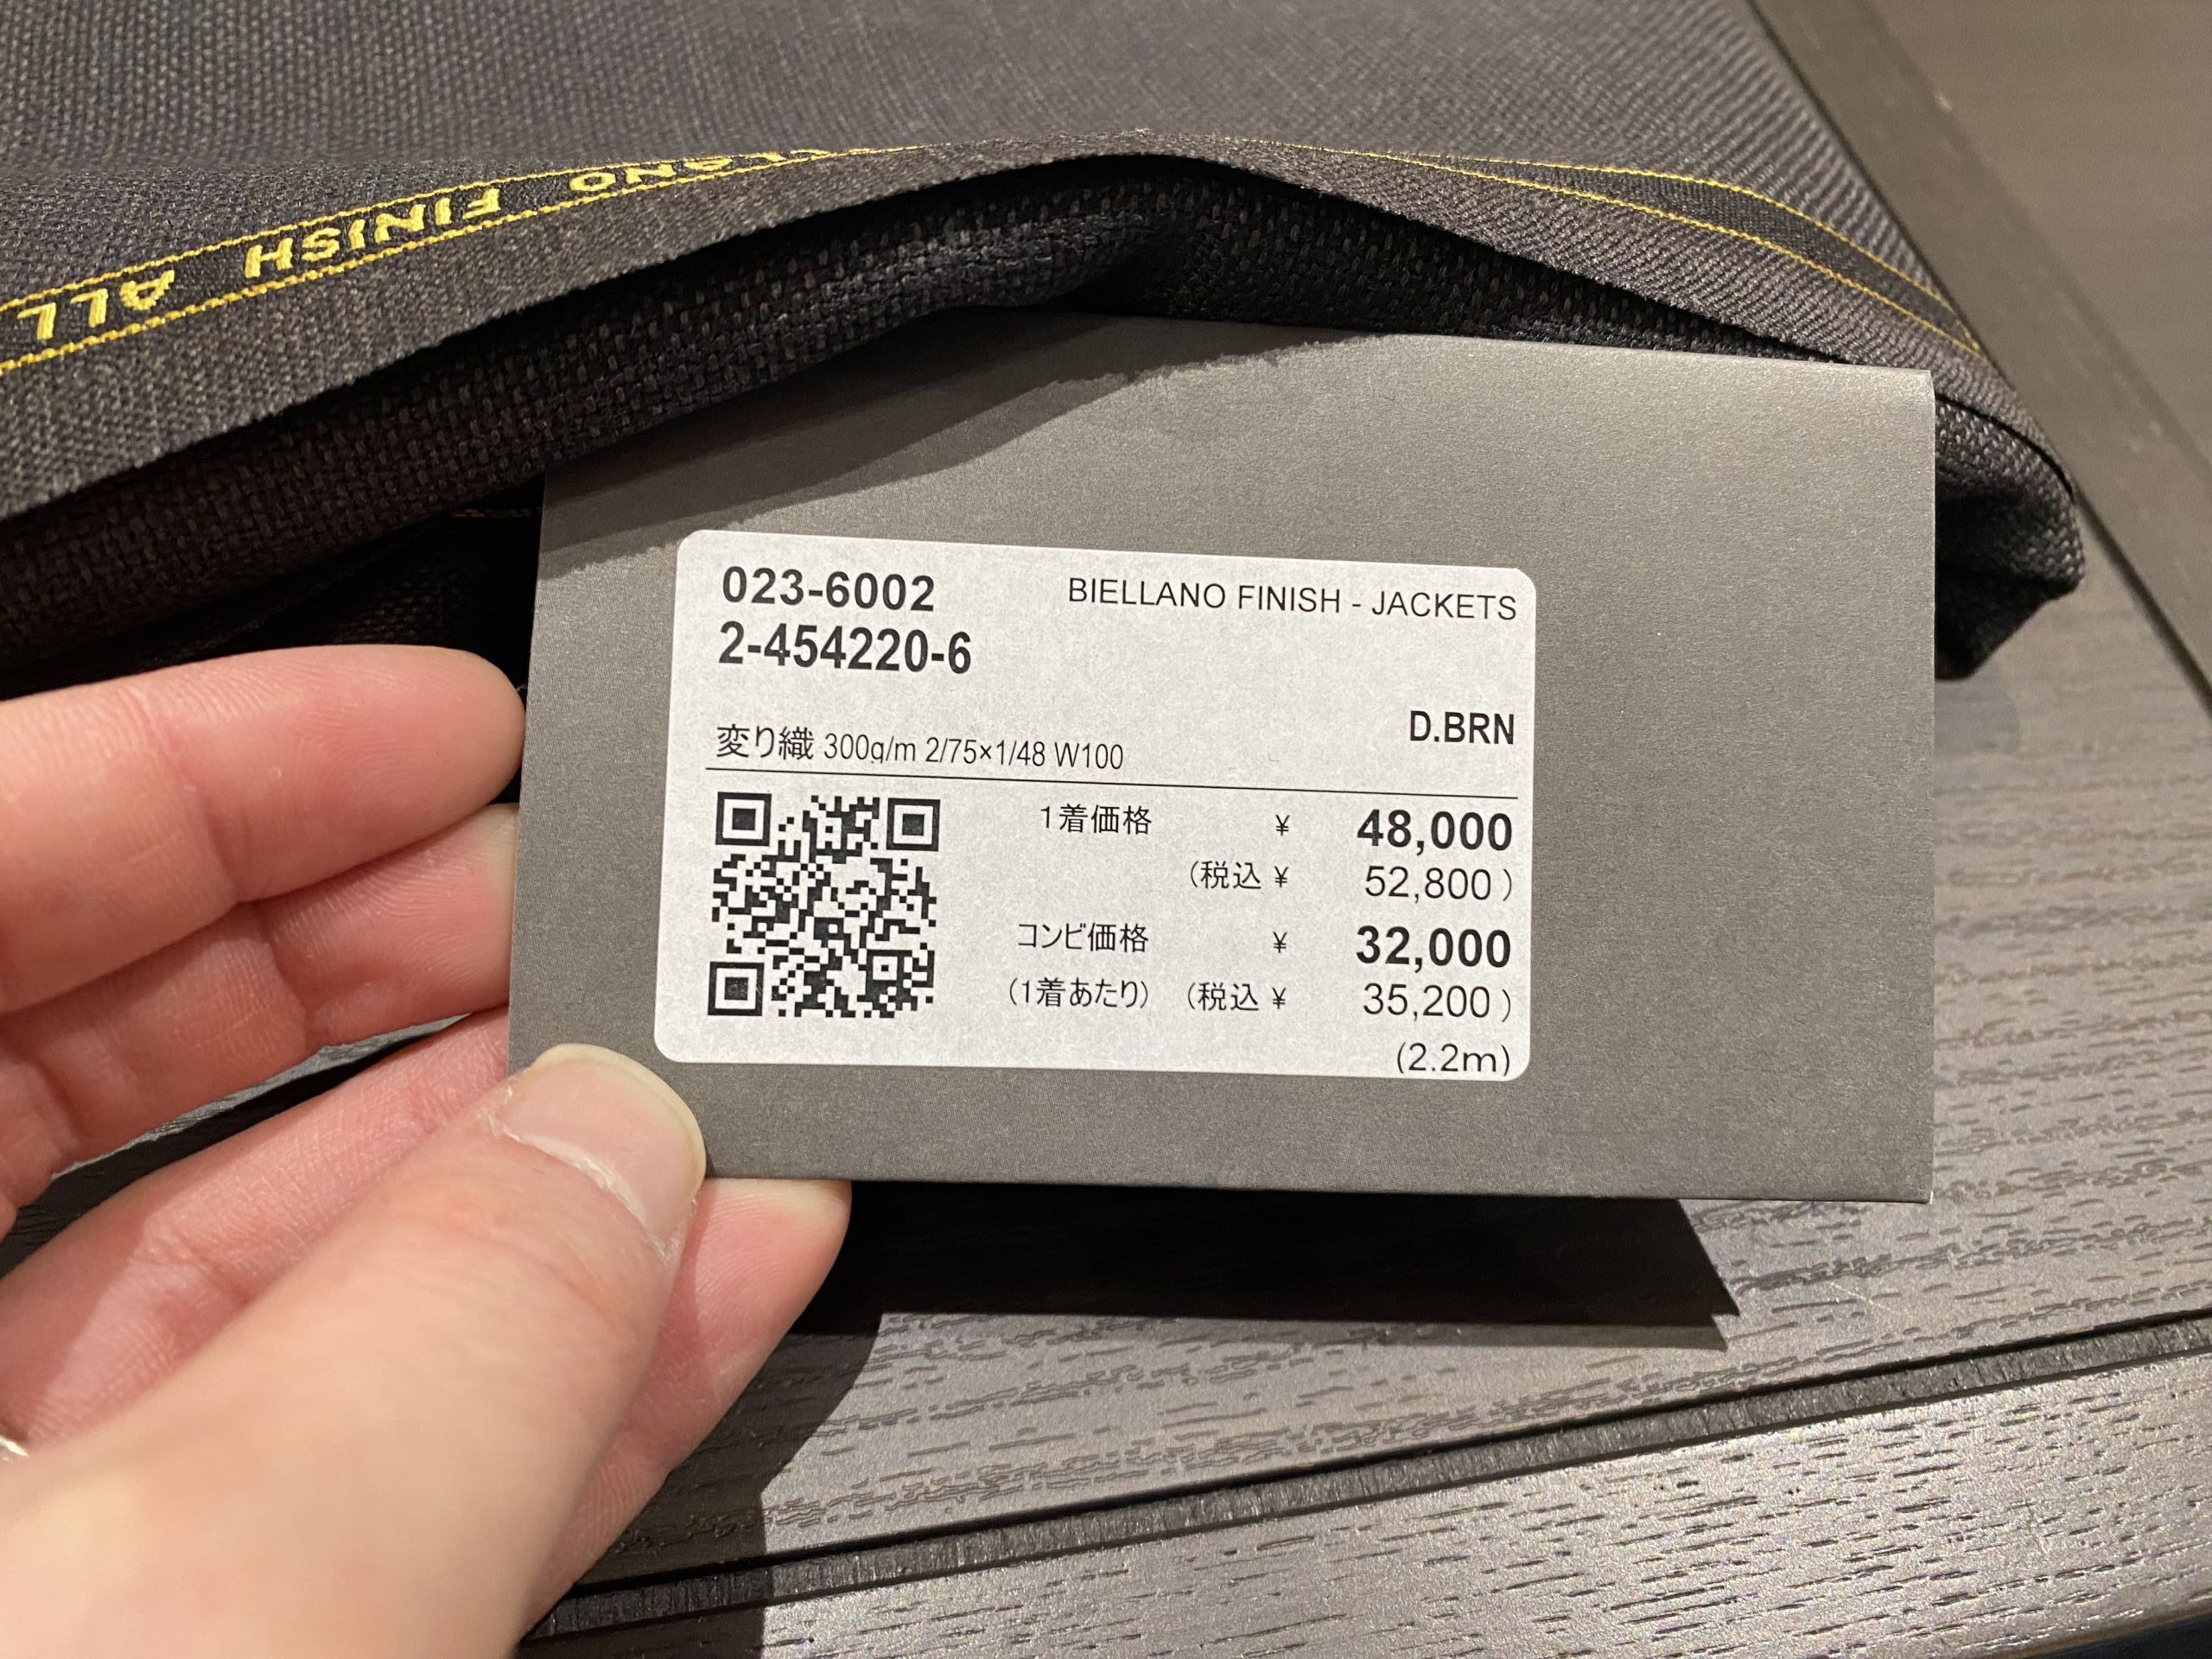 ALL FINISH
023-6002
BIELLANO FINISH - JACKETS
2-454220-6
D.BRN
変り織 300g/m 2/75×1/48 W100
1着価格 ¥ 48,000
(税込 ¥ 52,800)
コンビ価格 ¥ 32,000
(1着あたり) (税込 ¥ 35,200)
(2.2m)